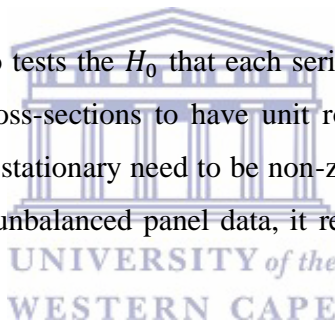 tests the H₀ that each seri
oss-sections to have unit r
stationary need to be non-z
unbalanced panel data, it re
UNIVERSITY of the
WESTERN CAPE